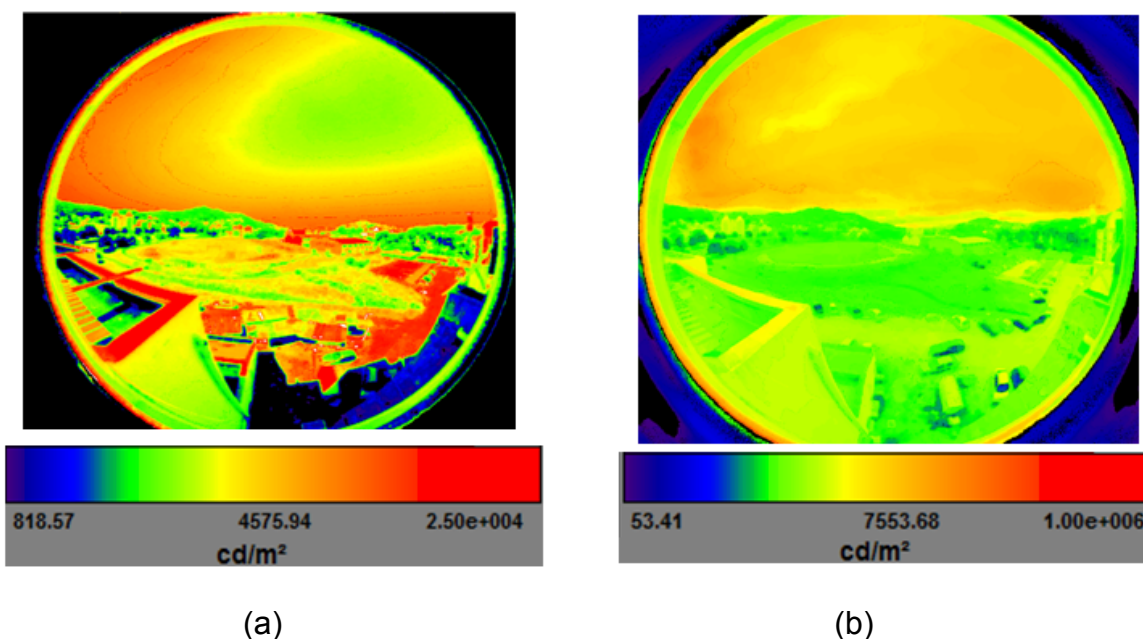 818.57 4575.94 2.50e+004
cd/m²
53.41 7553.68 1.00e+006
cd/m²
(a) (b)